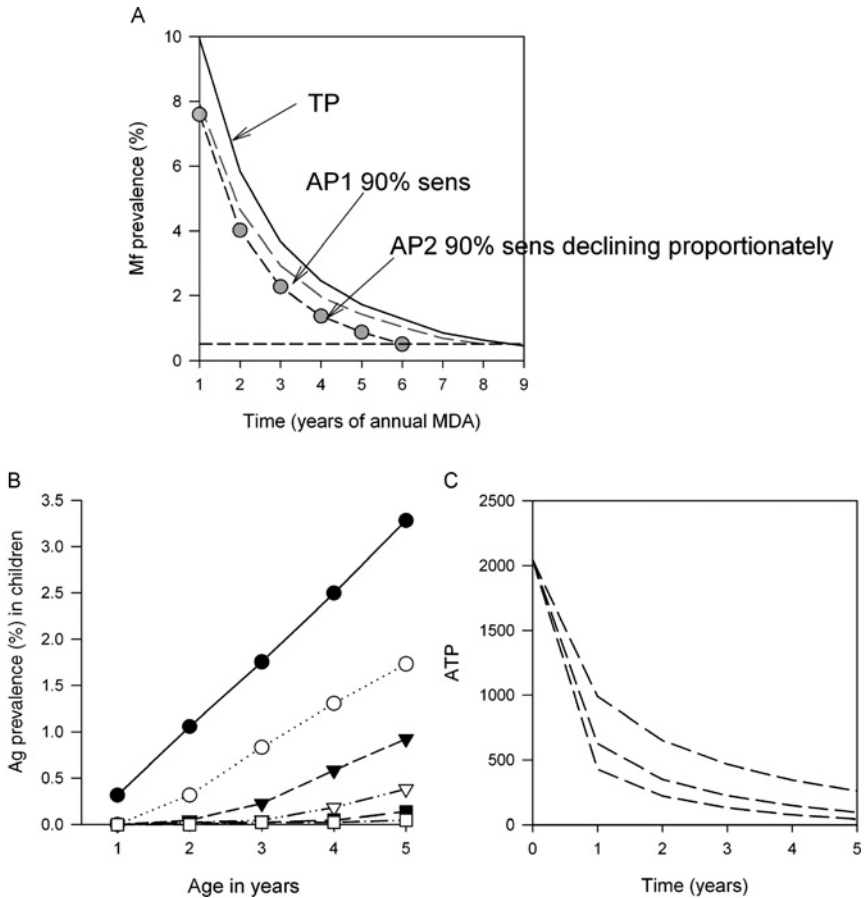 A
10
8
6
4
2
0
Mf prevalence (%)
TP
AP1 90% sens
AP2 90% sens declining proportionately
1 2 3 4 5 6 7 8 9
Time (years of annual MDA)
B
3.5
3.0
2.5
2.0
1.5
1.0
0.5
0.0
Ag prevalence (%) in children
1 2 3 4 5
Age in years
C
2500
2000
1500
1000
500
0
ATP
0 1 2 3 4 5
Time (years)